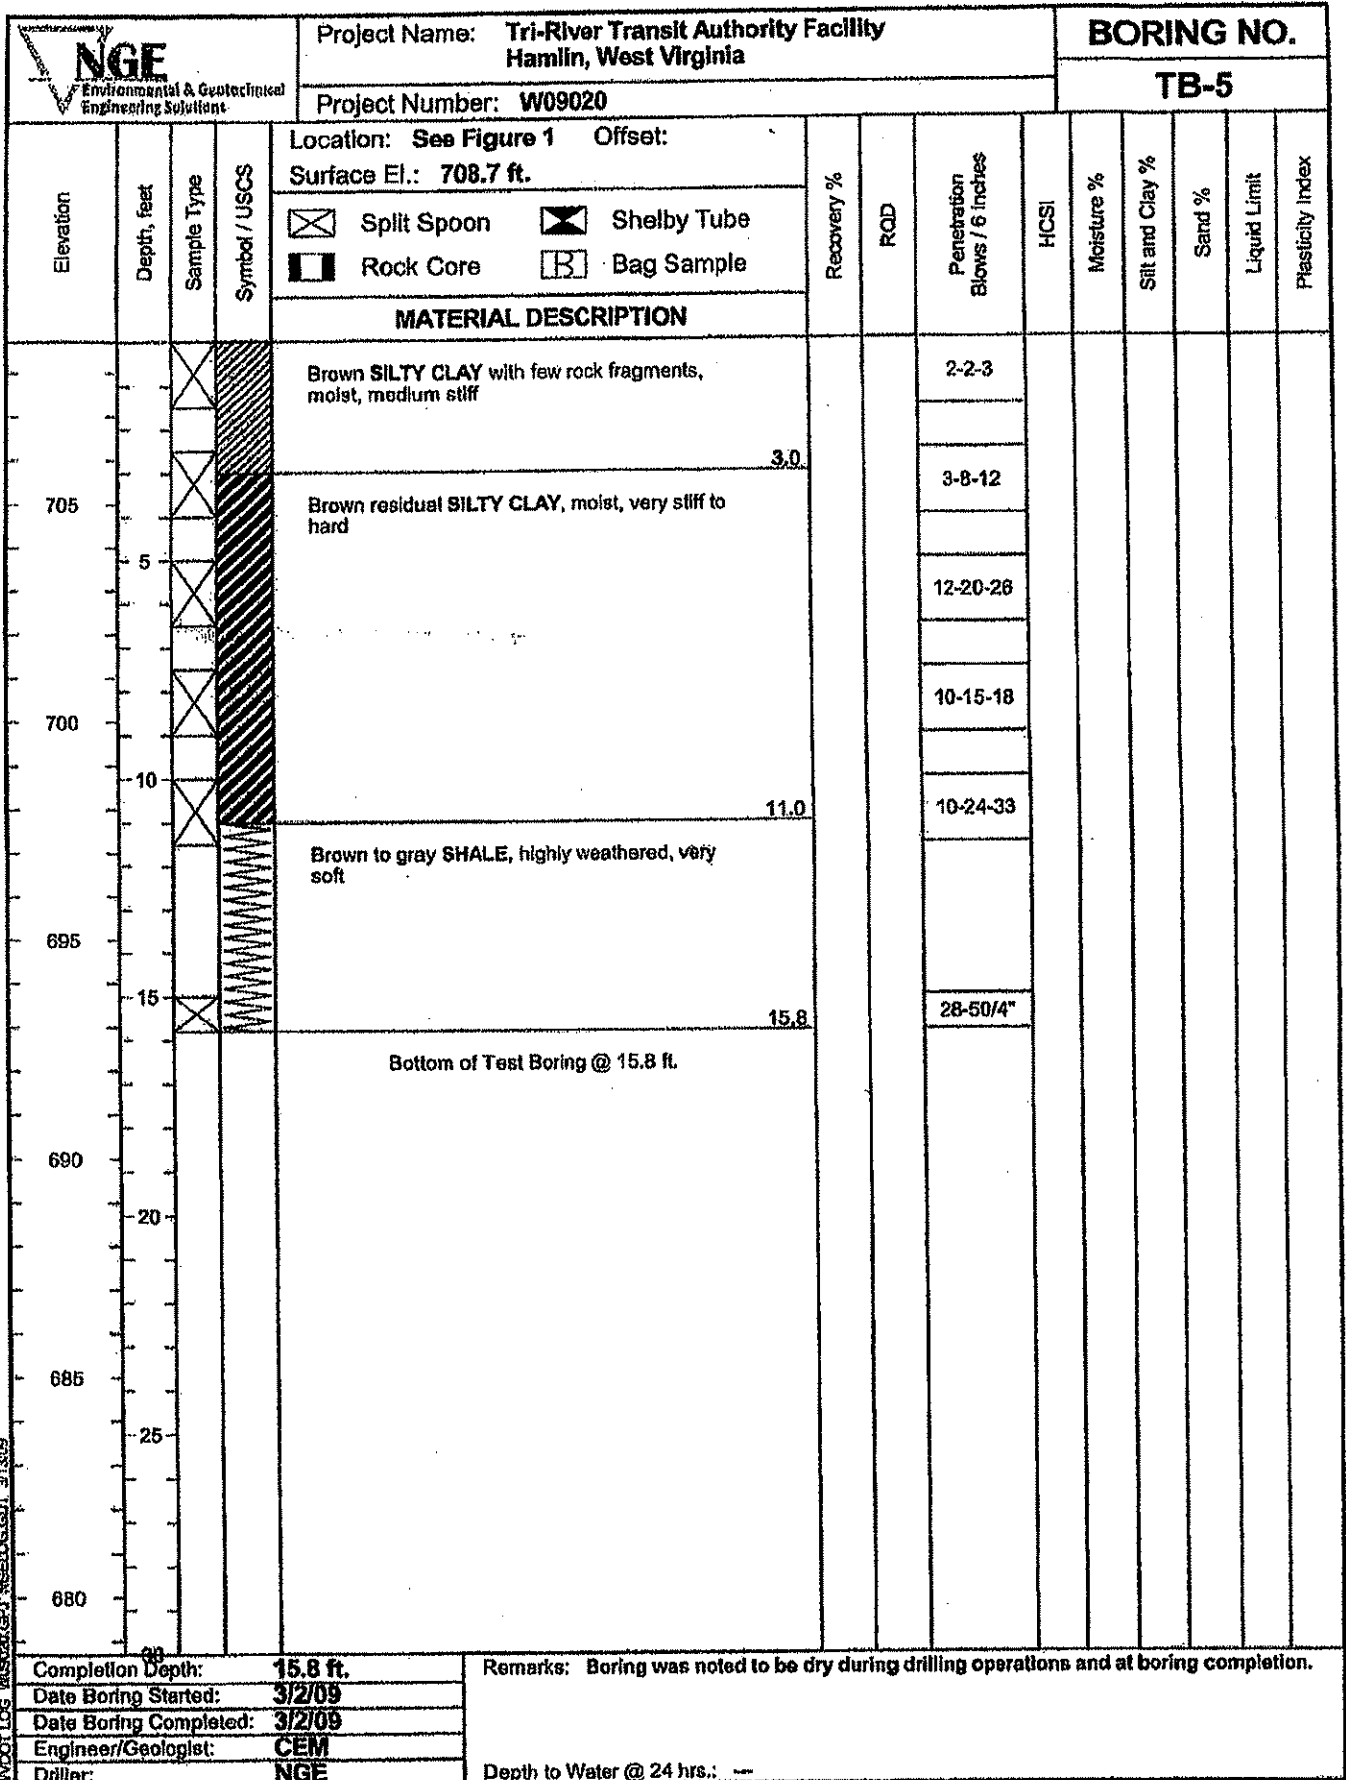 NGE
Environmental & Geotechnical
Engineering Solutions
Project Name: Tri-River Transit Authority Facility
Hamlin, West Virginia
Project Number: W09020
BORING NO.
TB-5
Elevation
Depth, feet
Sample Type
Symbol / USCS
Location: See Figure 1 Offset:
Surface El.: 708.7 ft.
Split Spoon Shelby Tube
Rock Core B Bag Sample
MATERIAL DESCRIPTION
Recovery %
RQD
Penetration
Blows / 6 inches
HCSI
Moisture %
Silt and Clay %
Sand %
Liquid Limit
Plasticity Index
Brown SILTY CLAY with few rock fragments,
moist, medium stiff
2-2-3
3.0
3-8-12
705
Brown residual SILTY CLAY, moist, very stiff to
hard
5
12-20-26
10-15-18
700
10
11.0
10-24-33
Brown to gray SHALE, highly weathered, very
soft
695
15
15.8
28-50/4"
Bottom of Test Boring @ 15.8 ft.
690
20
685
25
680
30
Completion Depth: 15.8 ft.
Date Boring Started: 3/2/09
Date Boring Completed: 3/2/09
Engineer/Geologist: CEM
Driller: NGE
Remarks: Boring was noted to be dry during drilling operations and at boring completion.
Depth to Water @ 24 hrs.: ---